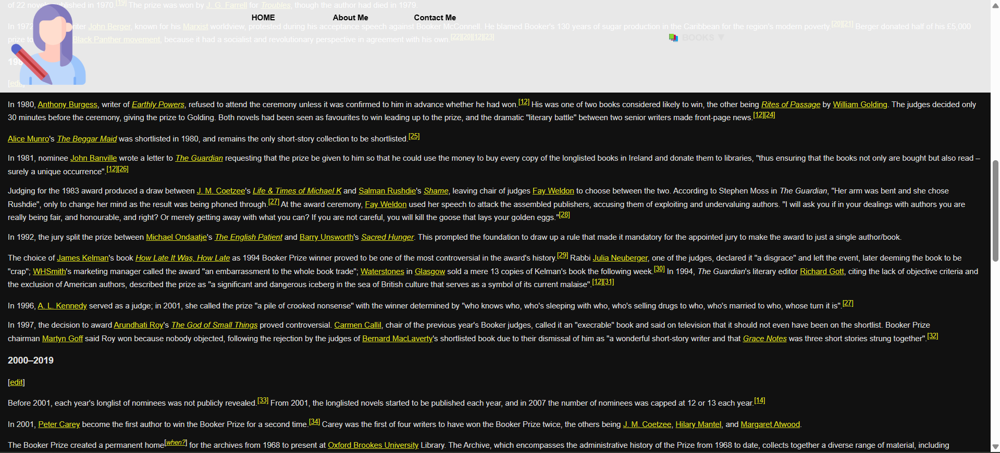 of 22 novels published in 1970.[19] The prize was won by J. G. Farrell for Troubles, though the author had died in 1979.
HOME About Me Contact Me
In 1972 riter John Berger, known for his Marxist worldview, protested during his acceptance speech against Booker McConnell. He blamed Booker's 130 years of sugar production in the Caribbean for the region's modern poverty.[20][21] Berger donated half of his £5,000
prize to Black Panther movement, because it had a socialist and revolutionary perspective in agreement with his own.[22][20][12][23]
BOOKS ▼
198
[edit]
In 1980, Anthony Burgess, writer of Earthly Powers, refused to attend the ceremony unless it was confirmed to him in advance whether he had won.[12] His was one of two books considered likely to win, the other being Rites of Passage by William Golding. The judges decided only
30 minutes before the ceremony, giving the prize to Golding. Both novels had been seen as favourites to win leading up to the prize, and the dramatic "literary battle" between two senior writers made front-page news.[12][24]
Alice Munro's The Beggar Maid was shortlisted in 1980, and remains the only short-story collection to be shortlisted.[25]
In 1981, nominee John Banville wrote a letter to The Guardian requesting that the prize be given to him so that he could use the money to buy every copy of the longlisted books in Ireland and donate them to libraries, "thus ensuring that the books not only are bought but also read –
surely a unique occurrence".[12][26]
Judging for the 1983 award produced a draw between J. M. Coetzee's Life & Times of Michael K and Salman Rushdie's Shame, leaving chair of judges Fay Weldon to choose between the two. According to Stephen Moss in The Guardian, "Her arm was bent and she chose
Rushdie", only to change her mind as the result was being phoned through.[27] At the award ceremony, Fay Weldon used her speech to attack the assembled publishers, accusing them of exploiting and undervaluing authors. "I will ask you if in your dealings with authors you are
really being fair, and honourable, and right? Or merely getting away with what you can? If you are not careful, you will kill the goose that lays your golden eggs."[28]
In 1992, the jury split the prize between Michael Ondaatje's The English Patient and Barry Unsworth's Sacred Hunger. This prompted the foundation to draw up a rule that made it mandatory for the appointed jury to make the award to just a single author/book.
The choice of James Kelman's book How Late It Was, How Late as 1994 Booker Prize winner proved to be one of the most controversial in the award's history.[29] Rabbi Julia Neuberger, one of the judges, declared it "a disgrace" and left the event, later deeming the book to be
"crap"; WHSmith's marketing manager called the award "an embarrassment to the whole book trade"; Waterstones in Glasgow sold a mere 13 copies of Kelman's book the following week.[30] In 1994, The Guardian's literary editor Richard Gott, citing the lack of objective criteria and
the exclusion of American authors, described the prize as "a significant and dangerous iceberg in the sea of British culture that serves as a symbol of its current malaise".[12][31]
In 1996, A. L. Kennedy served as a judge; in 2001, she called the prize "a pile of crooked nonsense" with the winner determined by "who knows who, who's sleeping with who, who's selling drugs to who, who's married to who, whose turn it is".[27]
In 1997, the decision to award Arundhati Roy's The God of Small Things proved controversial. Carmen Callil, chair of the previous year's Booker judges, called it an "execrable" book and said on television that it should not even have been on the shortlist. Booker Prize
chairman Martyn Goff said Roy won because nobody objected, following the rejection by the judges of Bernard MacLaverty's shortlisted book due to their dismissal of him as "a wonderful short-story writer and that Grace Notes was three short stories strung together".[32]
2000–2019
[edit]
Before 2001, each year's longlist of nominees was not publicly revealed.[33] From 2001, the longlisted novels started to be published each year, and in 2007 the number of nominees was capped at 12 or 13 each year.[14]
In 2001, Peter Carey become the first author to win the Booker Prize for a second time.[34] Carey was the first of four writers to have won the Booker Prize twice, the others being J. M. Coetzee, Hilary Mantel, and Margaret Atwood.
The Booker Prize created a permanent home[when?] for the archives from 1968 to present at Oxford Brookes University Library. The Archive, which encompasses the administrative history of the Prize from 1968 to date, collects together a diverse range of material, including